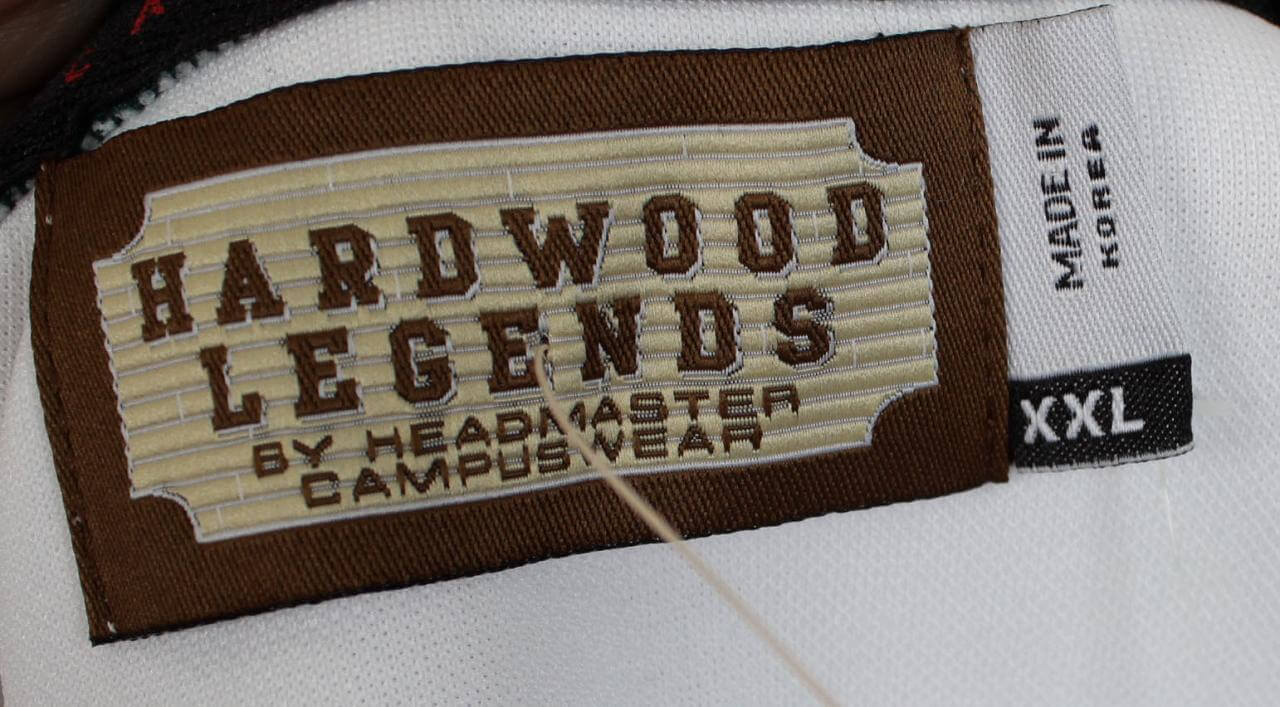 HARDWOOD
LEGENDS
BY HEADMASTER
CAMPUSWEAR
MADE IN
KOREA
XXL